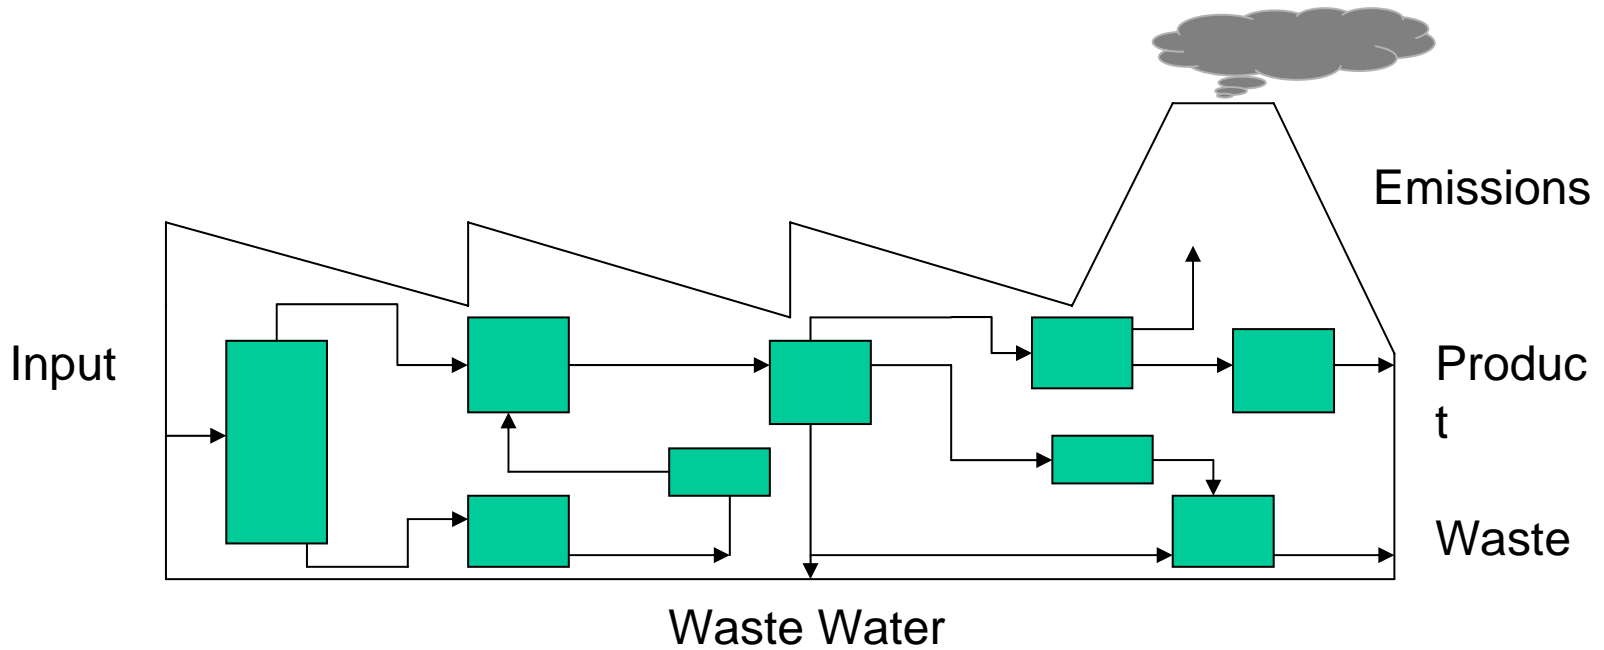 Emissions
Input
Produc
t
Waste
Waste Water